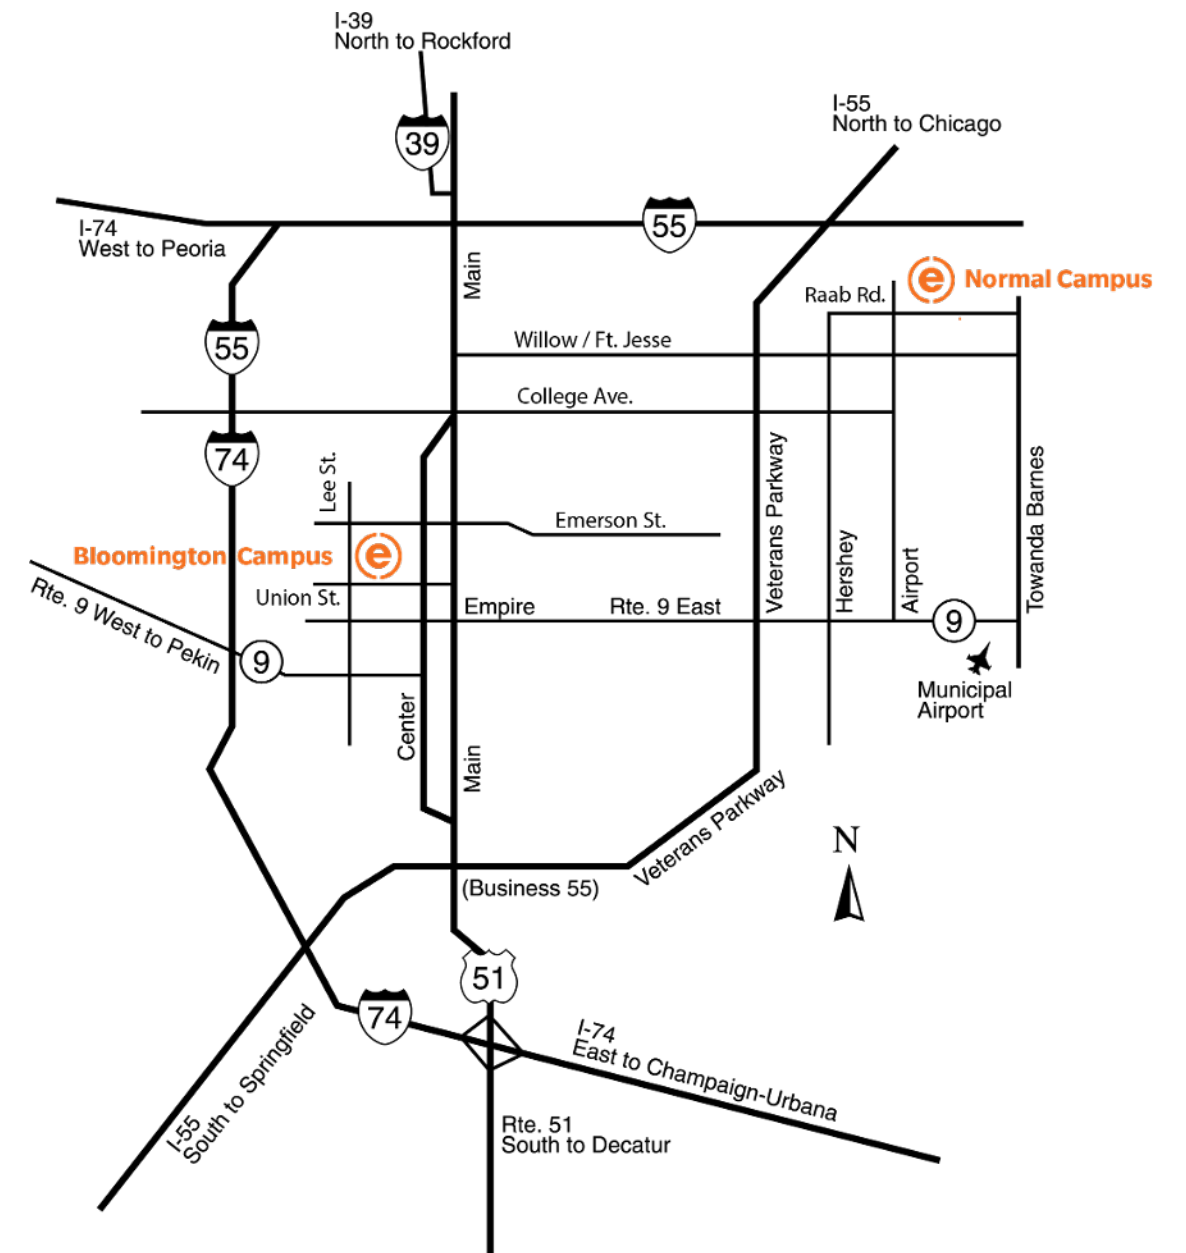 I-39
North to Rockford
39
I-55
North to Chicago
I-74
West to Peoria
55
Main
Raab Rd.
e
Normal Campus
Willow / Ft. Jesse
55
College Ave.
74
Lee St.
Veterans Parkway
Towanda Barnes
Emerson St.
Hershey
Airport
Bloomington Campus
e
Union St.
Empire
Rte. 9 East
9
Rte. 9 West to Pekin
9
Municipal
Airport
Center
Main
Veterans Parkway
N
(Business 55)
51
74
I-74
East to Champaign-Urbana
I-55
South to Springfield
Rte. 51
South to Decatur